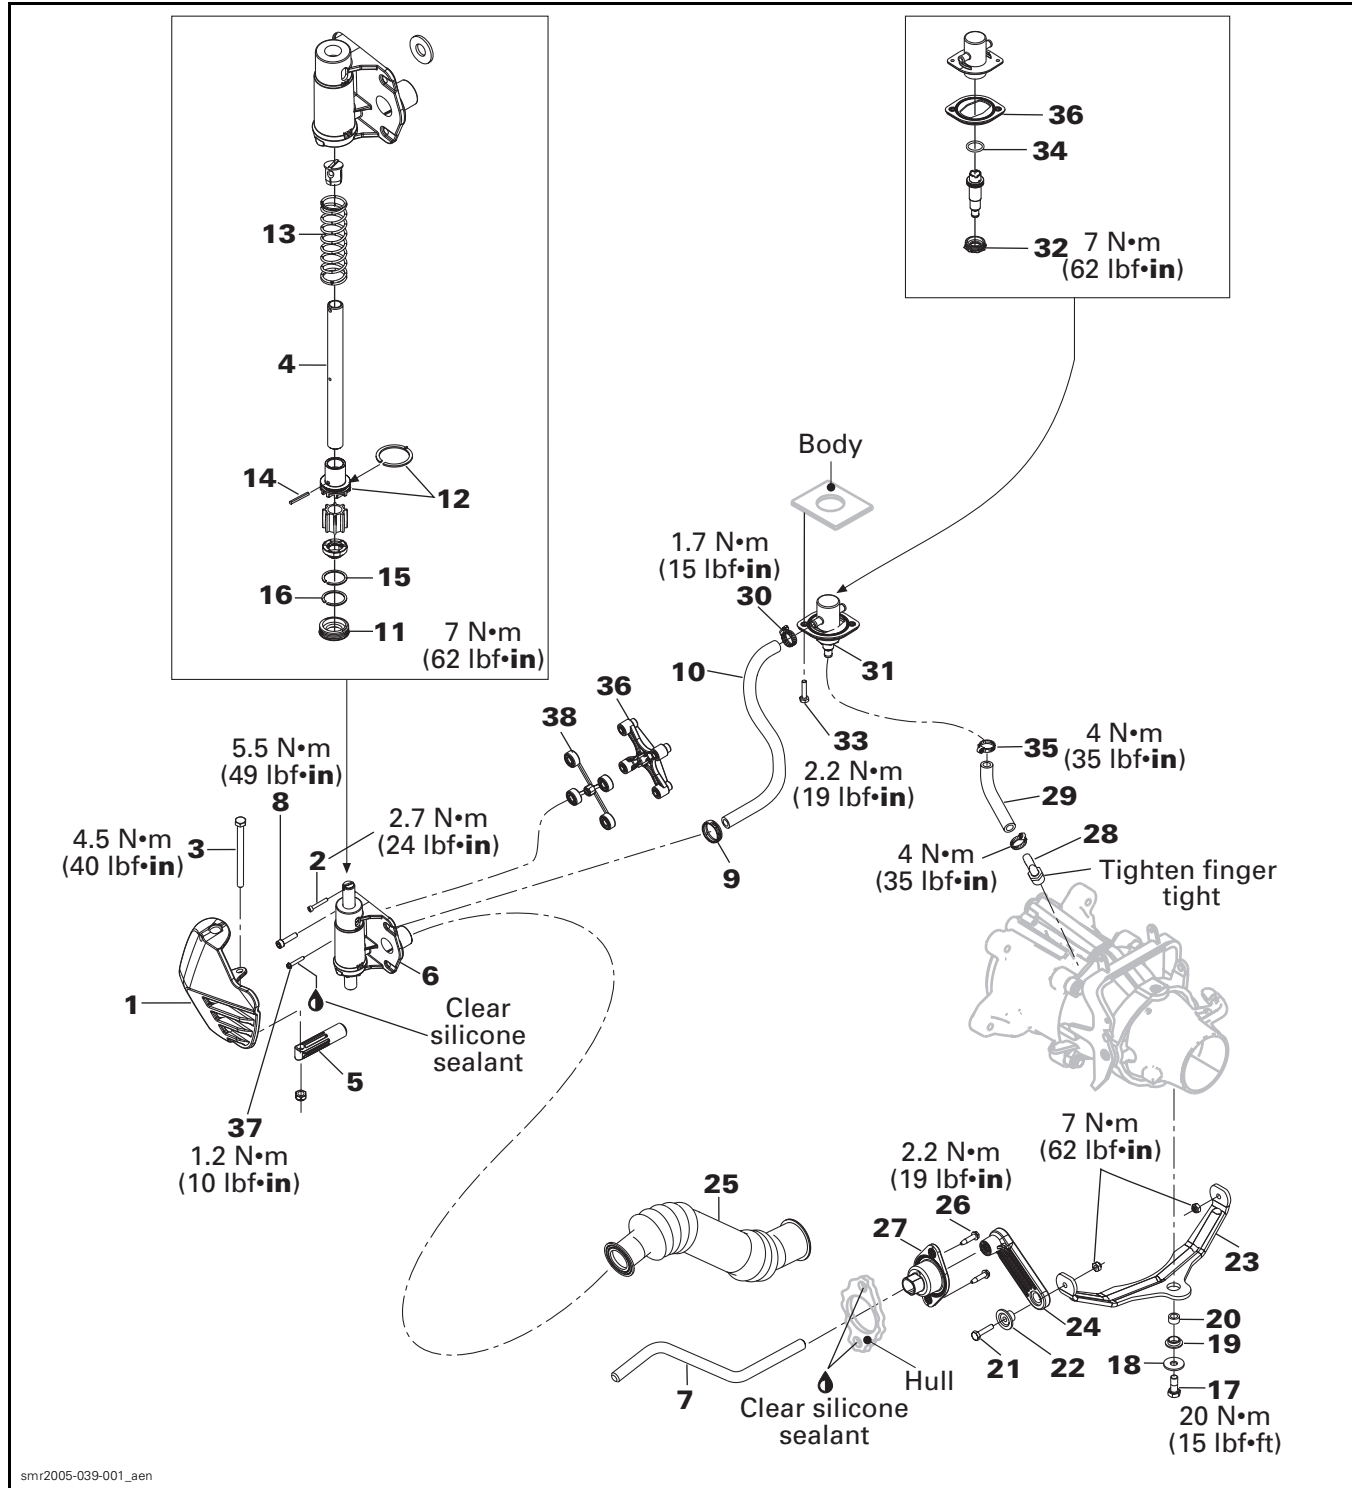 36
34
32
7 N•m
(62 lbf•in)
13
4
14
12
15
16
11
7 N•m
(62 lbf•in)
Body
1.7 N•m
(15 lbf•in)
30
31
10
36
38
33
2.2 N•m
(19 lbf•in)
35
4 N•m
(35 lbf•in)
29
28
4 N•m
(35 lbf•in)
Tighten finger
tight
5.5 N•m
(49 lbf•in)
8
2.7 N•m
(24 lbf•in)
2
4.5 N•m
(40 lbf•in)
3
9
6
1
Clear
silicone
sealant
5
37
1.2 N•m
(10 lbf•in)
7 N•m
(62 lbf•in)
2.2 N•m
(19 lbf•in)
26
25
27
23
24
20
19
18
22
21
17
20 N•m
(15 lbf•ft)
7
Hull
Clear silicone
sealant
smr2005-039-001_aen